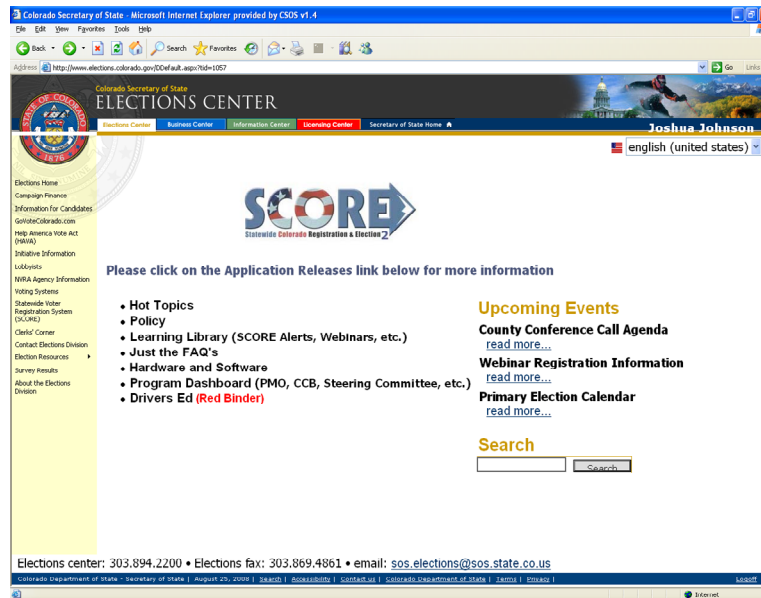 Colorado Secretary of State - Microsoft Internet Explorer provided by CSOS v1.4
File Edit View Favorites Tools Help
Back Search Favorites
Address http://www.elections.colorado.gov/DDefault.aspx?tid=1057 Go Links
Colorado Secretary of State
ELECTIONS CENTER
Elections Center Business Center Information Center Licensing Center Secretary of State Home
Joshua Johnson
english (united states)
OF COLORADO
1876
Elections Home
Campaign Finance
Information for Candidates
GoVoteColorado.com
Help America Vote Act
(HAVA)
Initiative Information
Lobbyists
NVRA Agency Information
Voting Systems
Statewide Voter
Registration System
(SCORE)
Clerks' Corner
Contact Elections Division
Election Resources
Survey Results
About the Elections
Division
SCORE
Statewide Colorado Registration & Election 2
Please click on the Application Releases link below for more information
• Hot Topics
• Policy
• Learning Library (SCORE Alerts, Webinars, etc.)
• Just the FAQ's
• Hardware and Software
• Program Dashboard (PMO, CCB, Steering Committee, etc.)
• Drivers Ed (Red Binder)
Upcoming Events
County Conference Call Agenda
read more...
Webinar Registration Information
read more...
Primary Election Calendar
read more...
Search
Search
Elections center: 303.894.2200 • Elections fax: 303.869.4861 • email: sos.elections@sos.state.co.us
Colorado Department of State - Secretary of State | August 25, 2008 | Search | Accessibility | Contact us | Colorado Department of State | Terms | Privacy | Logoff
Internet